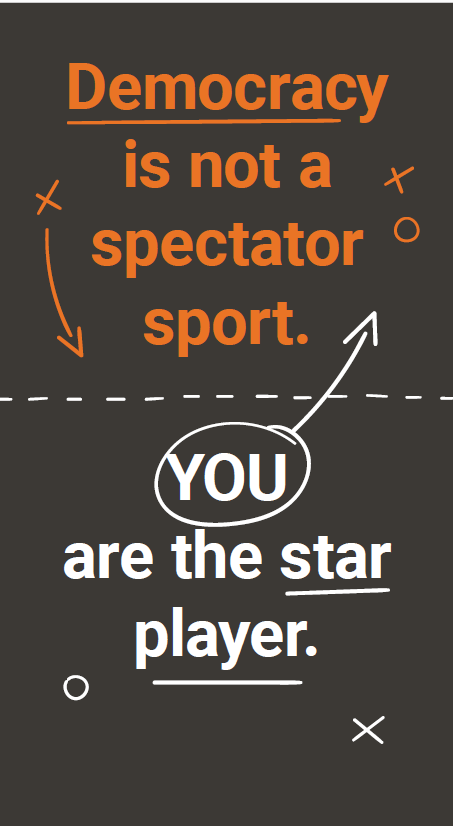 Democracy
is not a
spectator
sport.
YOU
are the star
player.